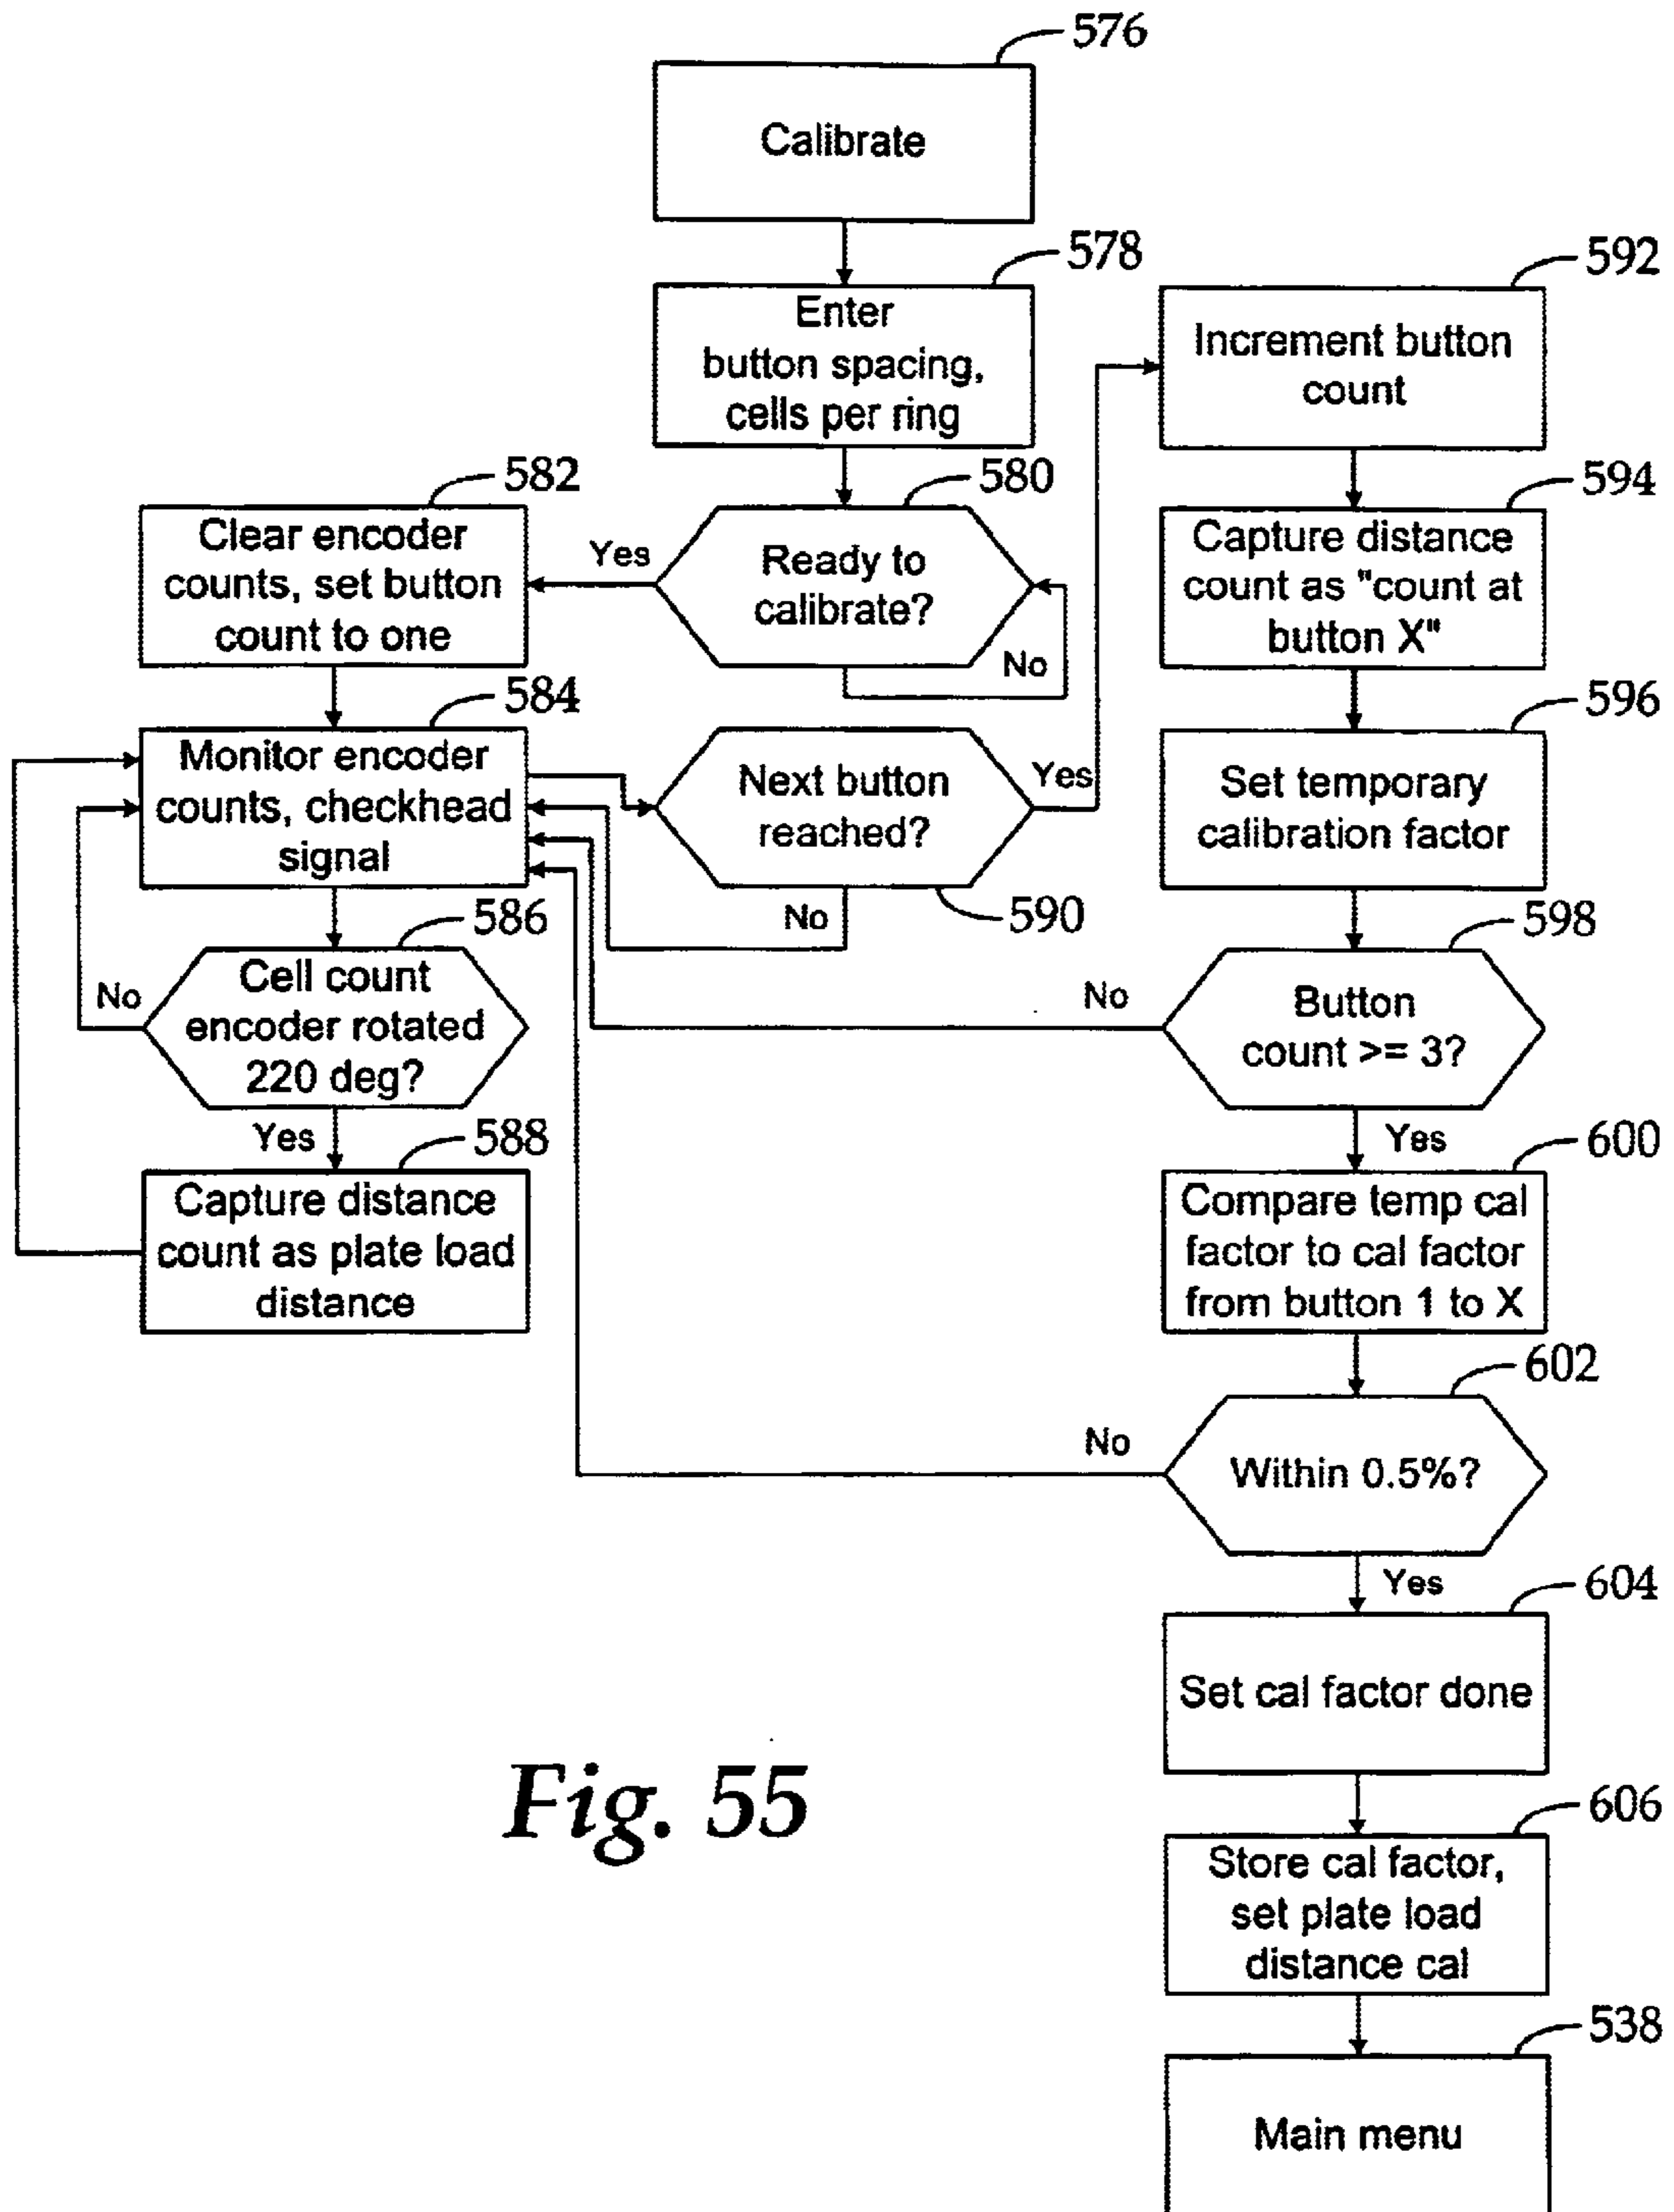 576
Calibrate
578
Enter
button spacing,
cells per ring
580
Ready to
calibrate?
Yes
No
582
Clear encoder
counts, set button
count to one
584
Monitor encoder
counts, checkhead
signal
586
Cell count
encoder rotated
220 deg?
No
Yes
588
Capture distance
count as plate load
distance
Next button
reached?
590
Yes
No
592
Increment button
count
594
Capture distance
count as "count at
button X"
596
Set temporary
calibration factor
598
Button
count >= 3?
No
Yes
600
Compare temp cal
factor to cal factor
from button 1 to X
602
Within 0.5%?
No
Yes
604
Set cal factor done
606
Store cal factor,
set plate load
distance cal
538
Main menu
Fig. 55